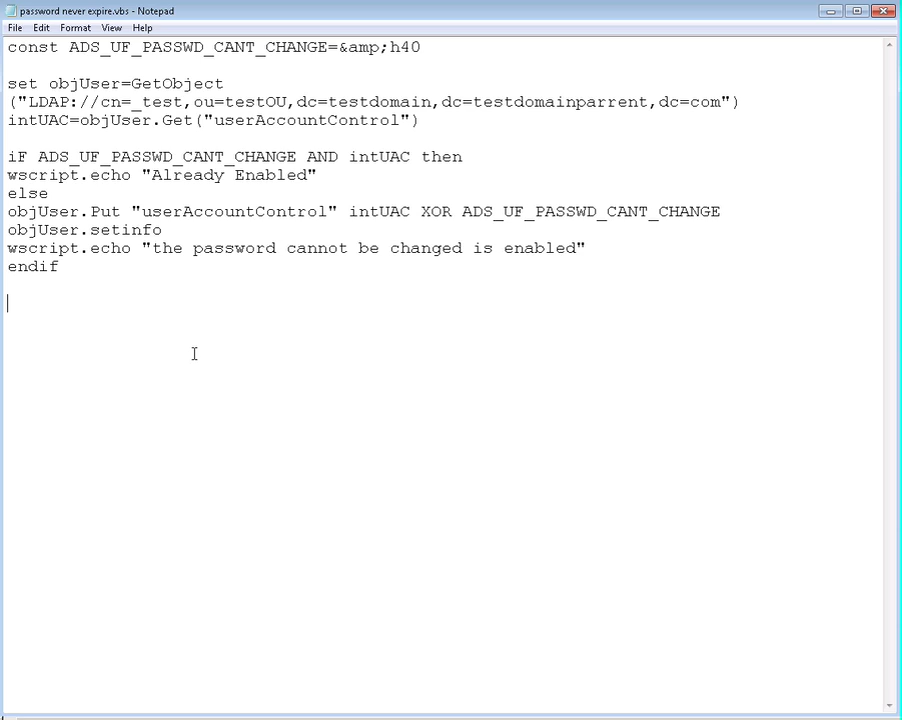 password never expire.vbs - Notepad
File Edit Format View Help
const ADS_UF_PASSWD_CANT_CHANGE=&amp;h40
set objUser=GetObject
("LDAP://cn=_test,ou=testOU,dc=testdomain,dc=testdomainparrent,dc=com")
intUAC=objUser.Get("userAccountControl")
iF ADS_UF_PASSWD_CANT_CHANGE AND intUAC then
wscript.echo "Already Enabled"
else
objUser.Put "userAccountControl" intUAC XOR ADS_UF_PASSWD_CANT_CHANGE
objUser.setinfo
wscript.echo "the password cannot be changed is enabled"
endif